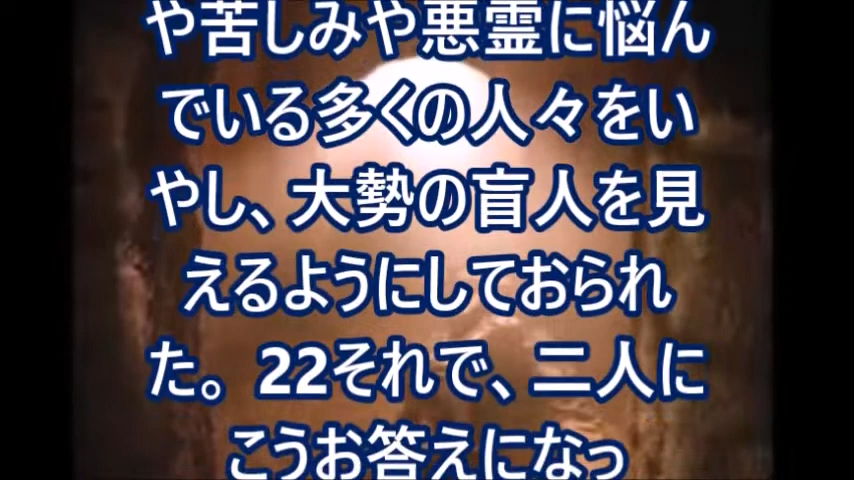 や苦しみや悪霊に悩ん
でいる多くの人々をい
やし、大勢の盲人を見
えるようにしておられ
た。22それで、二人に
こうお答えになっ